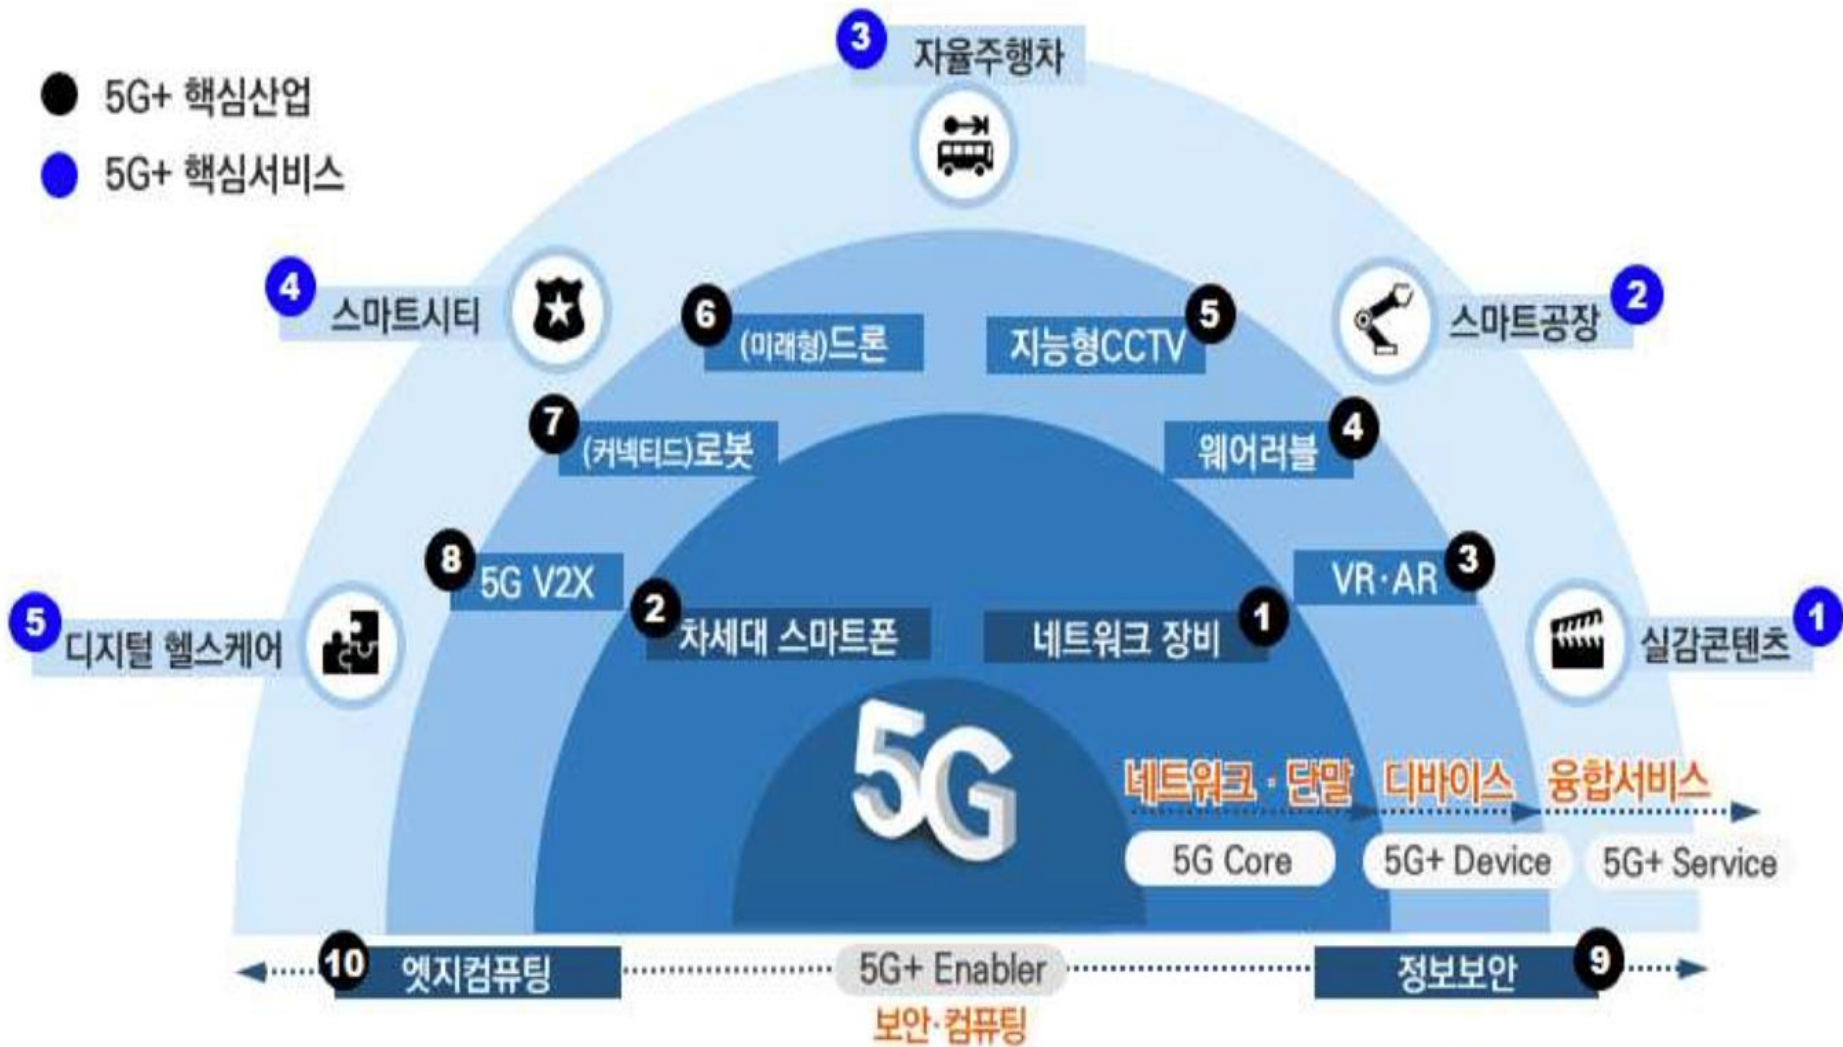 5G+ 핵심산업
5G+ 핵심서비스
3 자율주행차
4 스마트시티
스마트공장 2
6 (미래형)드론
지능형CCTV 5
7 (커넥티드)로봇
웨어러블 4
8 5G V2X
VR·AR 3
2 차세대 스마트폰
네트워크 장비 1
5 디지털 헬스케어
실감콘텐츠 1
5G
네트워크·단말 디바이스 융합서비스
5G Core 5G+ Device 5G+ Service
10 엣지컴퓨팅
5G+ Enabler
정보보안 9
보안·컴퓨팅